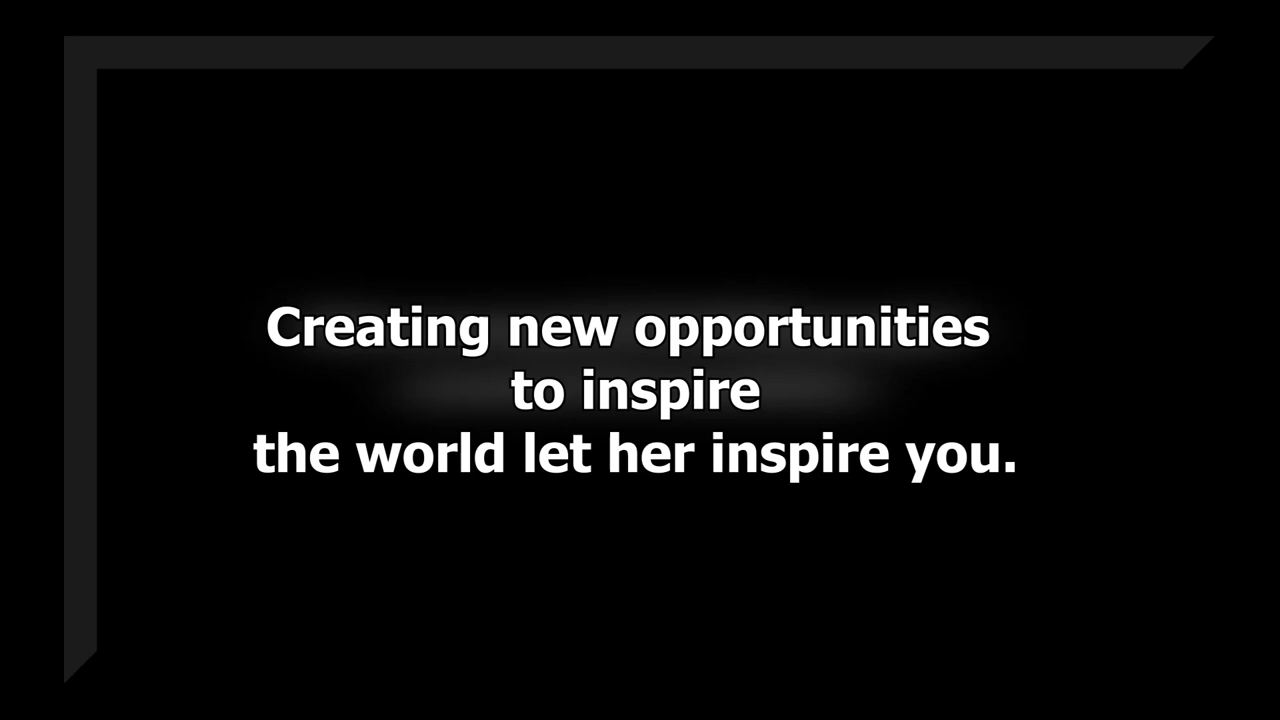 Creating new opportunities
to inspire
the world let her inspire you.